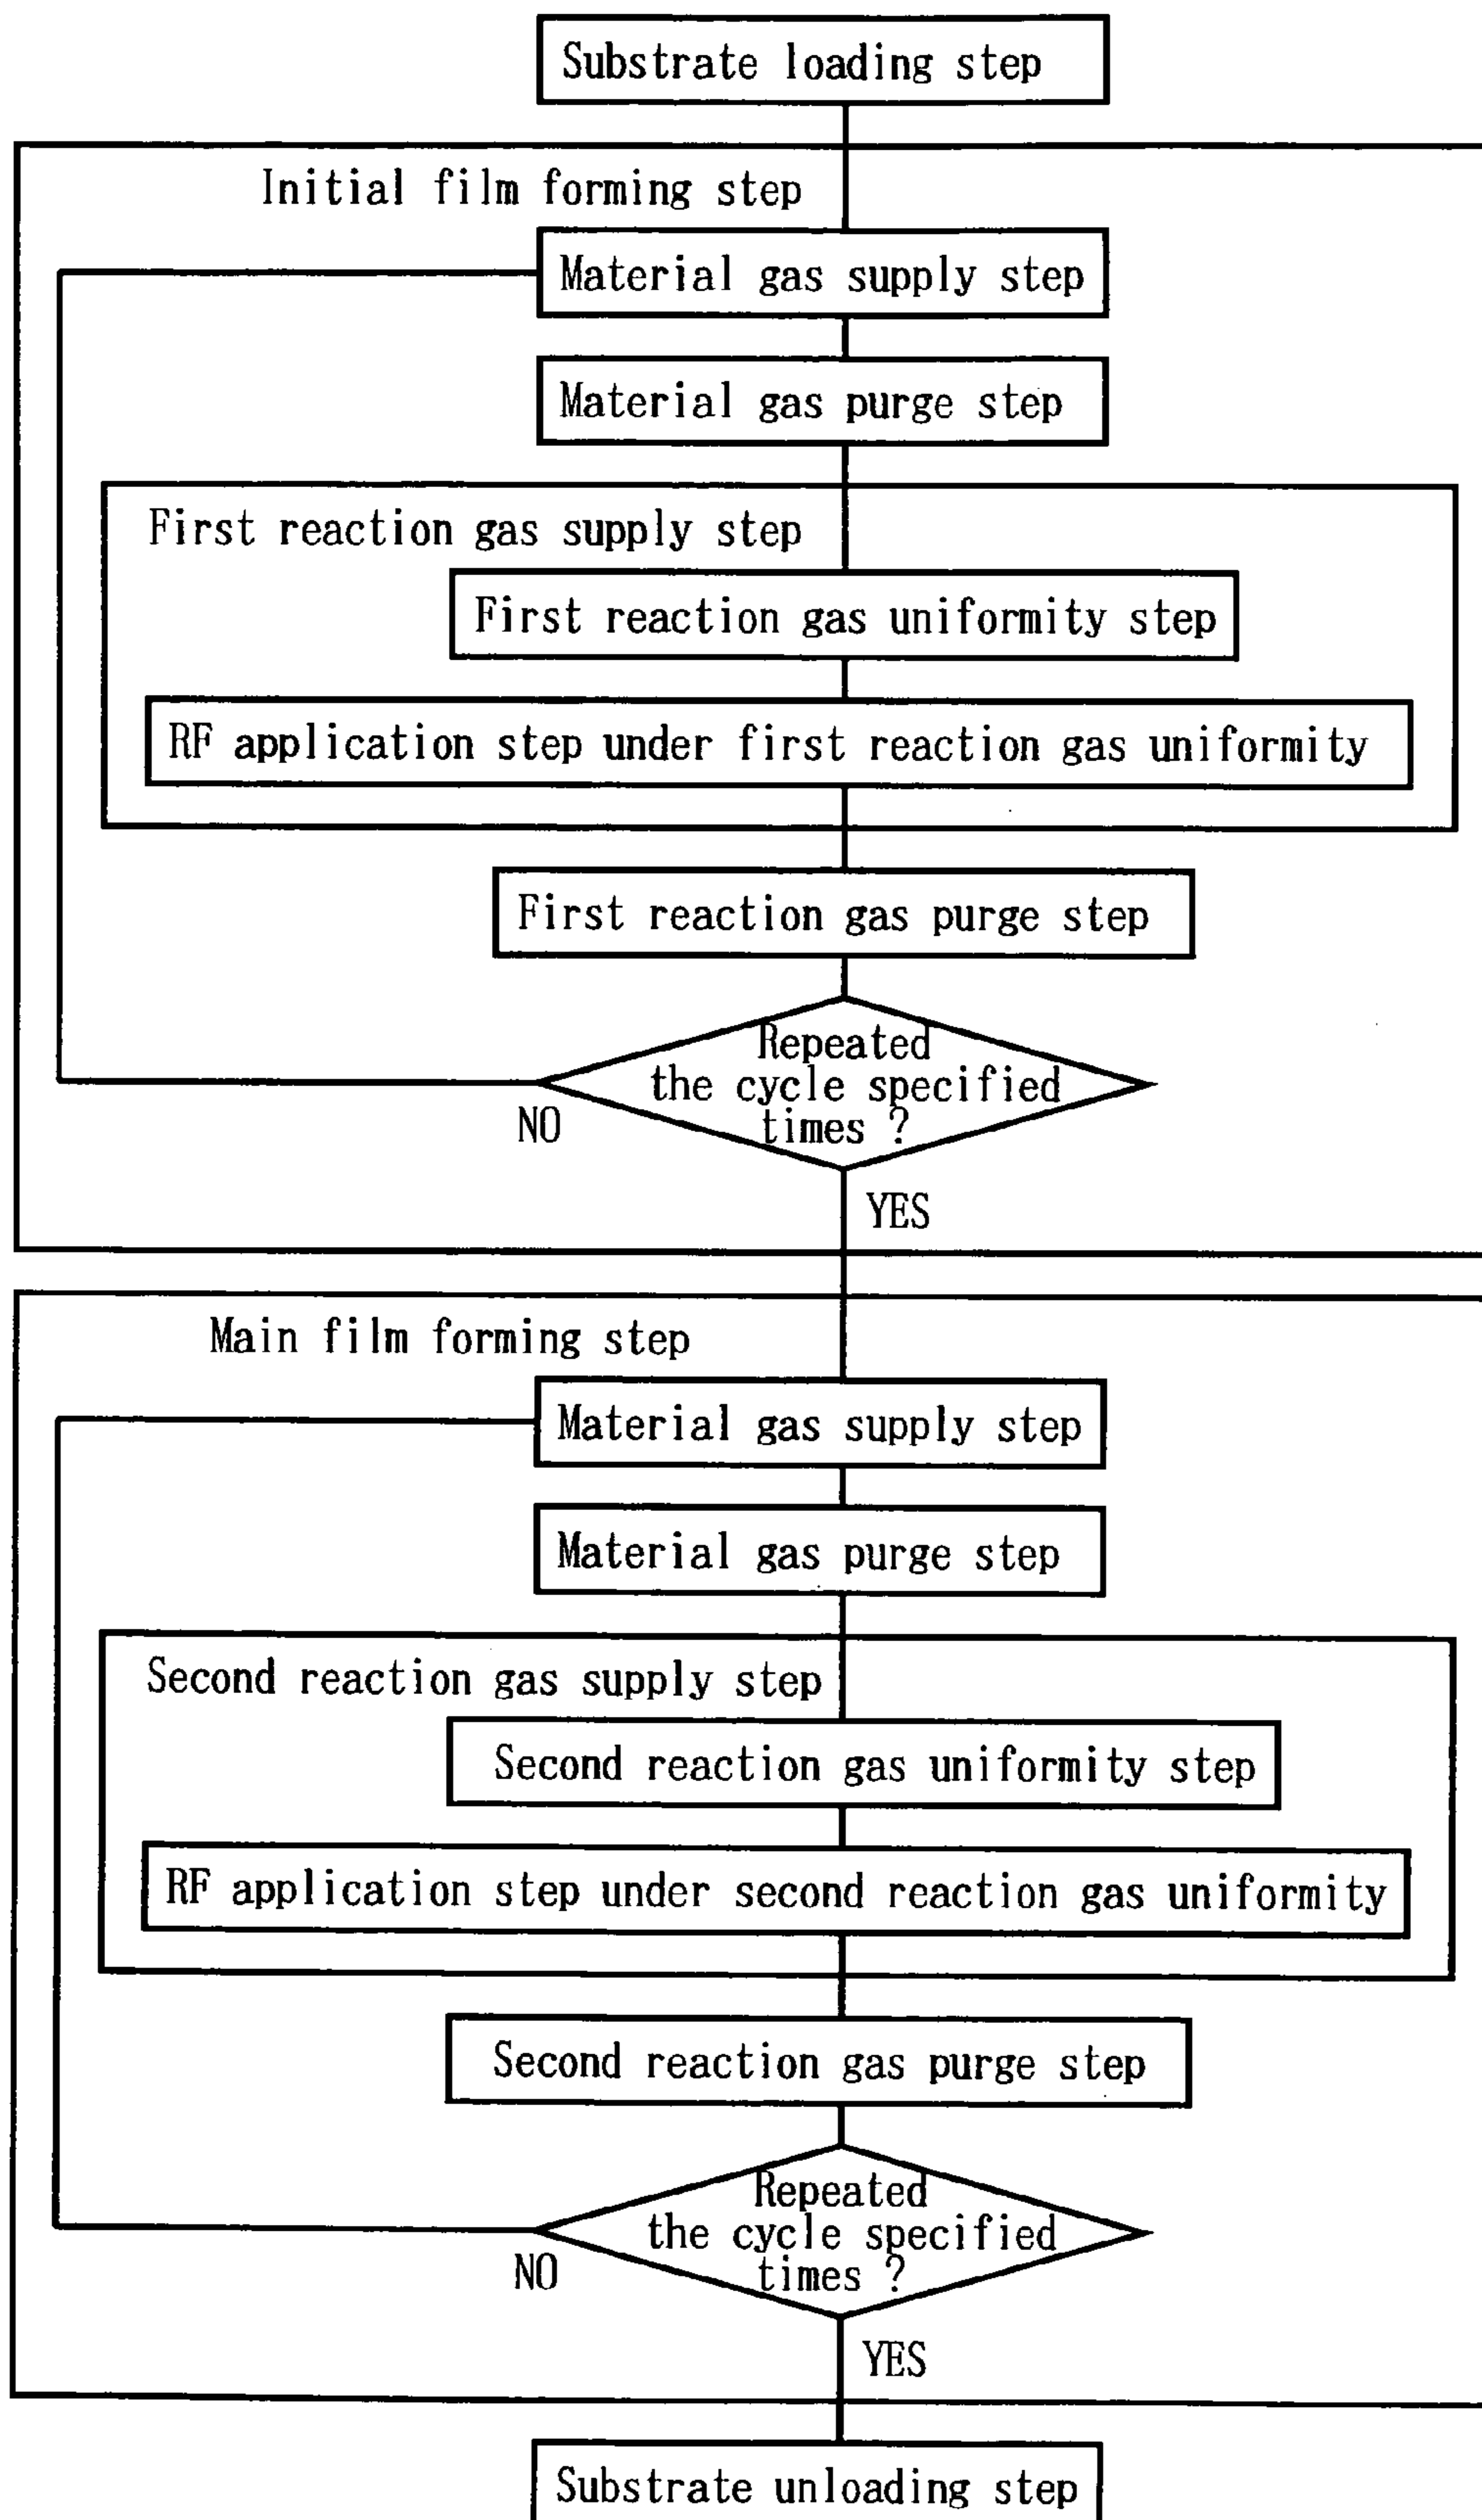 Substrate loading step
Initial film forming step
Material gas supply step
Material gas purge step
First reaction gas supply step
First reaction gas uniformity step
RF application step under first reaction gas uniformity
First reaction gas purge step
Repeated
the cycle specified
times ?
NO
YES
Main film forming step
Material gas supply step
Material gas purge step
Second reaction gas supply step
Second reaction gas uniformity step
RF application step under second reaction gas uniformity
Second reaction gas purge step
Repeated
the cycle specified
times ?
NO
YES
Substrate unloading step